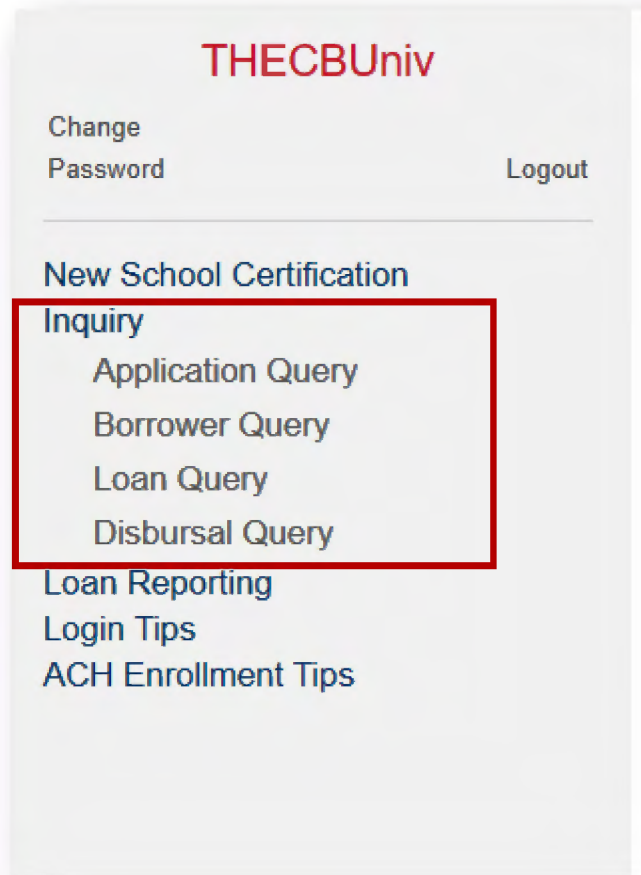 THECBUniv
Change
Password Logout
New School Certification
Inquiry
Application Query
Borrower Query
Loan Query
Disbursal Query
Loan Reporting
Login Tips
ACH Enrollment Tips